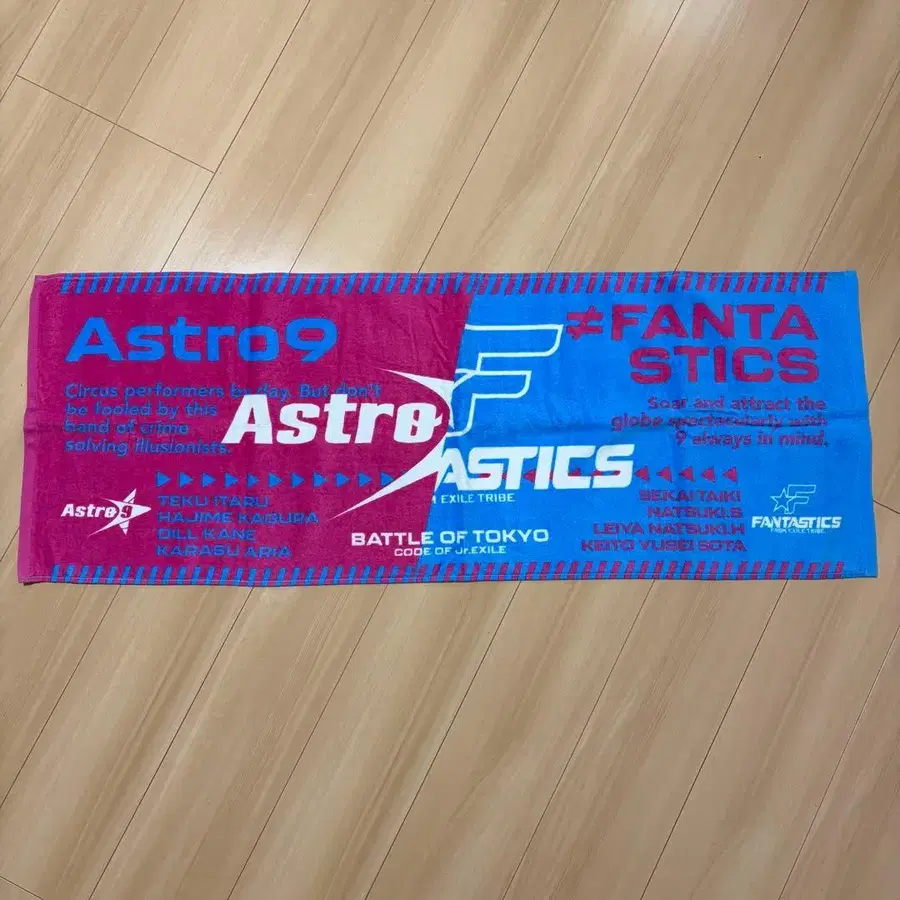 Astro9
Circus performers by day. But don't
be fooled by this
band of crime
solving illusionists.
TEKU ITARU
HAJIME KAGURA
DILL KANE
KARASU ARIA
Astro9
Astro9
F
ASTICS
M EXILE TRIBE
BATTLE OF TOKYO
CODE OF Jr.EXILE
≠FANTA
STICS
Soar and attract the
globe spectacularly with
9 always in mind.
SEKAI TAIKI
NATSUKI.S
LEIYA NATSUKI.H
KEITO YUSEI SOTA
F
FANTASTICS
FROM EXILE TRIBE